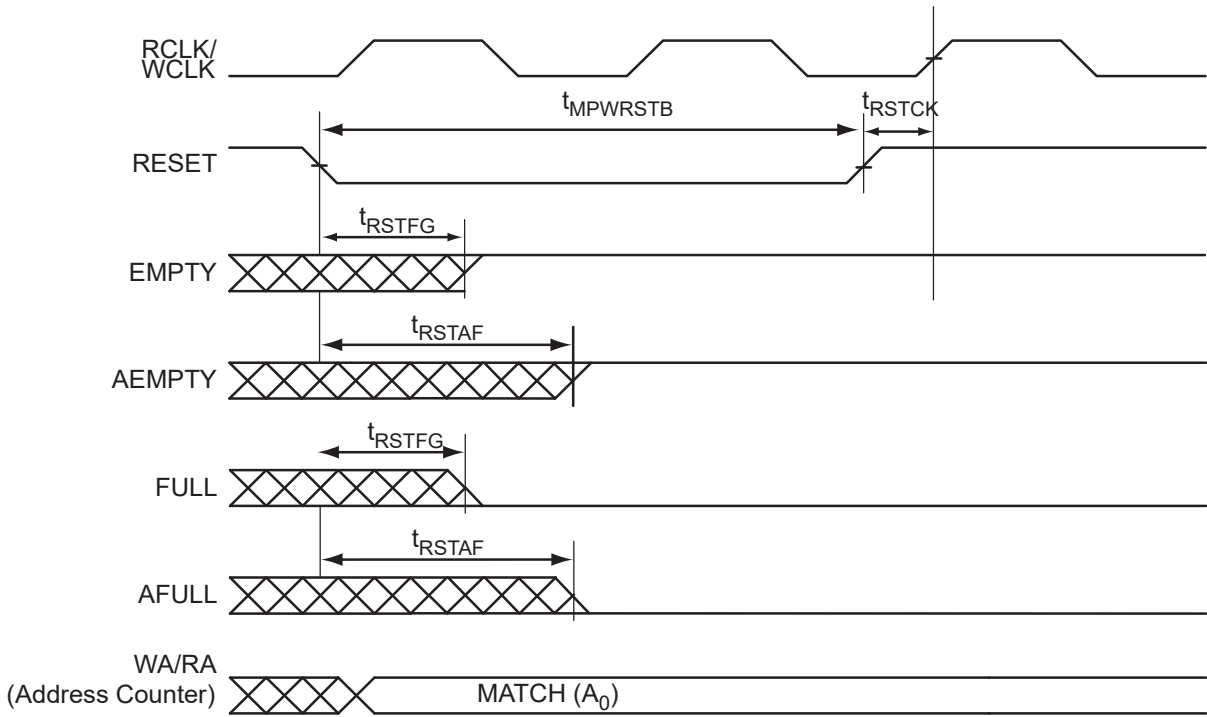 RCLK/
WCLK
tMPWRSTB
tRSTCK
RESET
tRSTFG
EMPTY
tRSTAF
AEMPTY
tRSTFG
FULL
tRSTAF
AFULL
WA/RA
(Address Counter)
MATCH (A0)